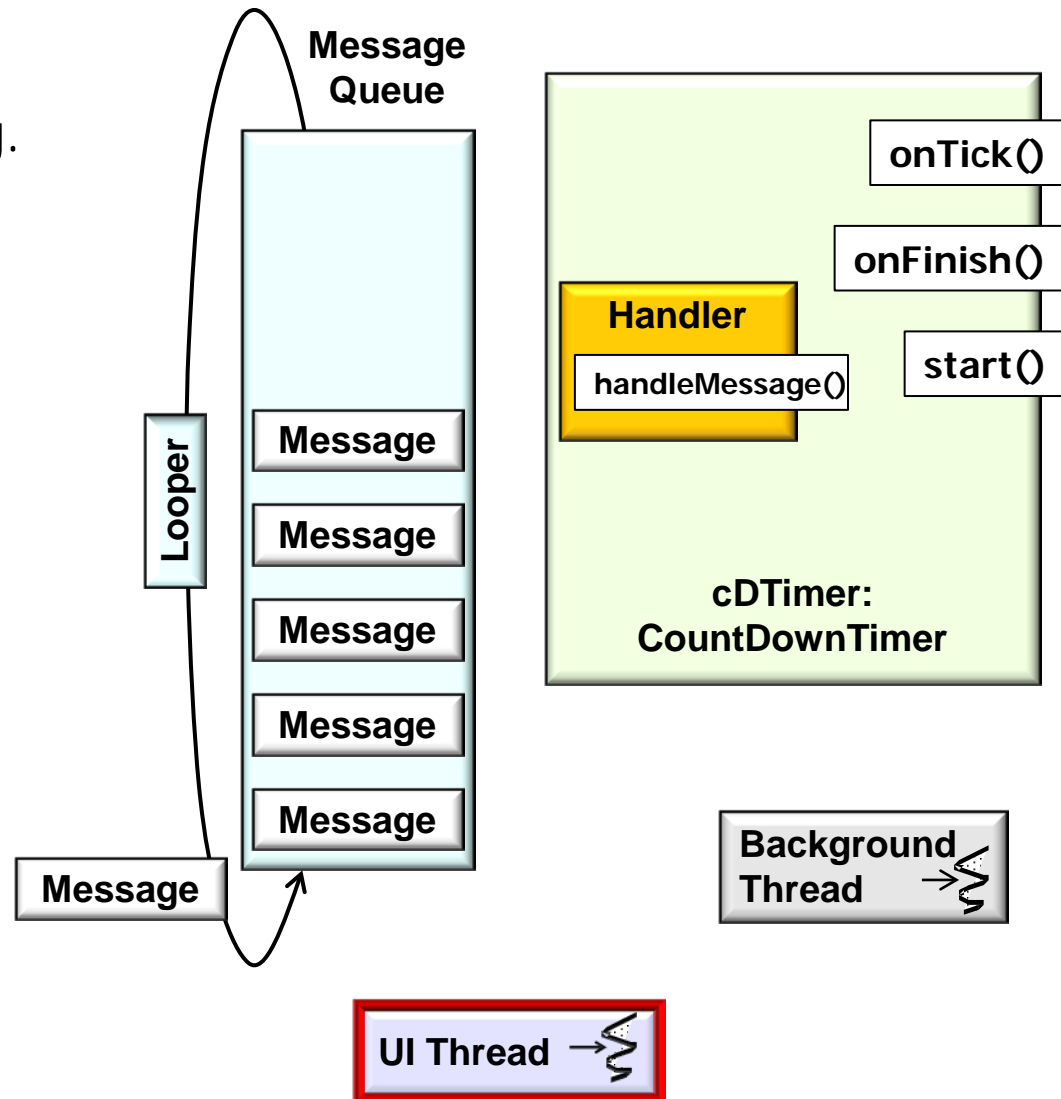 Message
Queue
onTick()
onFinish()
Handler
handleMessage()
start()
Looper
Message
Message
Message
Message
Message
cDTimer:
CountDownTimer
Message
Background
Thread
UI Thread